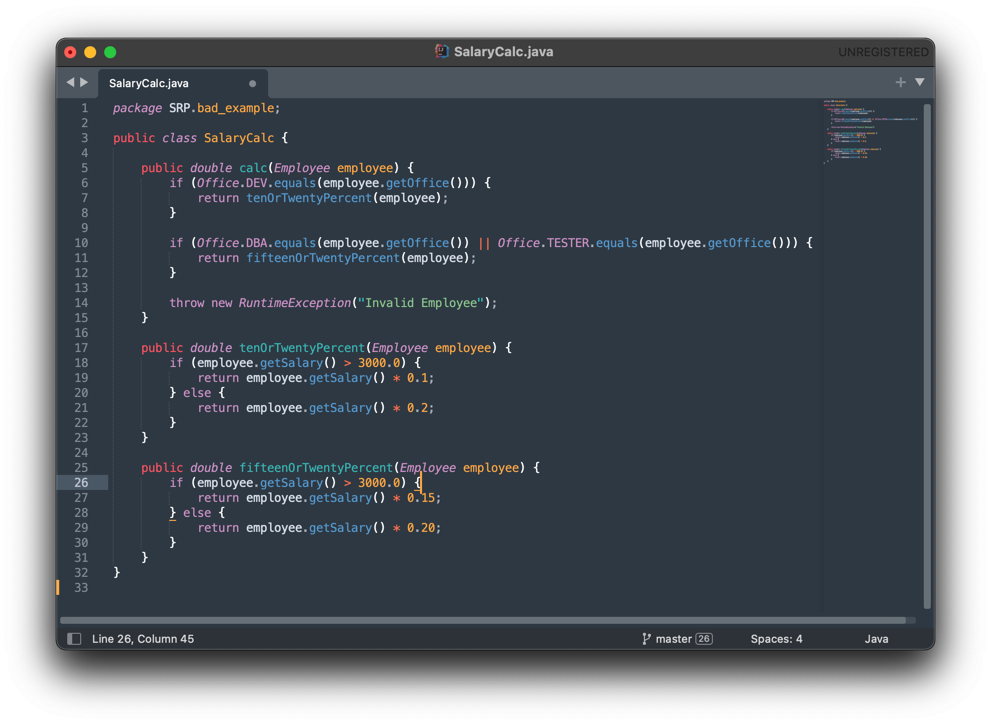 SalaryCalc.java
UNREGISTERED
SalaryCalc.java
1 package SRP.bad_example;
2
3 public class SalaryCalc {
4
5     public double calc(Employee employee) {
6         if (Office.DEV.equals(employee.getOffice())) {
7             return tenOrTwentyPercent(employee);
8         }
9
10         if (Office.DBA.equals(employee.getOffice()) || Office.TESTER.equals(employee.getOffice())) {
11             return fifteenOrTwentyPercent(employee);
12         }
13
14         throw new RuntimeException("Invalid Employee");
15     }
16
17     public double tenOrTwentyPercent(Employee employee) {
18         if (employee.getSalary() > 3000.0) {
19             return employee.getSalary() * 0.1;
20         } else {
21             return employee.getSalary() * 0.2;
22         }
23     }
24
25     public double fifteenOrTwentyPercent(Employee employee) {
26         if (employee.getSalary() > 3000.0) {
27             return employee.getSalary() * 0.15;
28         } else {
29             return employee.getSalary() * 0.20;
30         }
31     }
32 }
33
Line 26, Column 45
master 26
Spaces: 4
Java